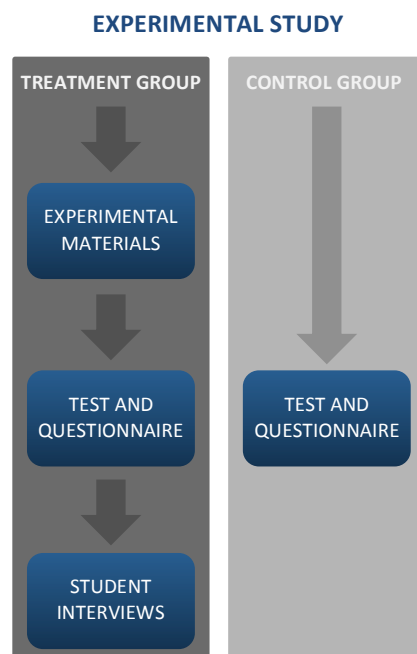 EXPERIMENTAL STUDY
TREATMENT GROUP
EXPERIMENTAL
MATERIALS
TEST AND
QUESTIONNAIRE
STUDENT
INTERVIEWS
CONTROL GROUP
TEST AND
QUESTIONNAIRE